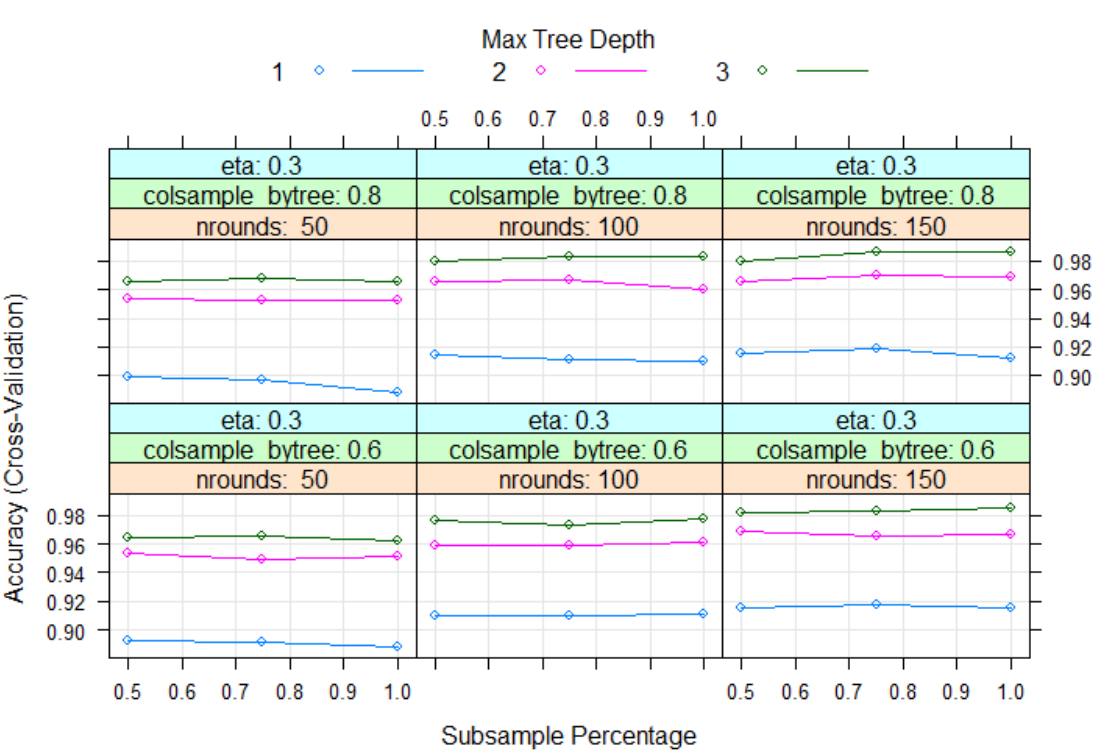 Max Tree Depth
1 2 3
0.5 0.6 0.7 0.8 0.9 1.0
eta: 0.3 eta: 0.3 eta: 0.3
colsample_bytree: 0.8 colsample_bytree: 0.8 colsample_bytree: 0.8
nrounds: 50 nrounds: 100 nrounds: 150
0.98
0.96
0.94
0.92
0.90
eta: 0.3 eta: 0.3 eta: 0.3
colsample_bytree: 0.6 colsample_bytree: 0.6 colsample_bytree: 0.6
nrounds: 50 nrounds: 100 nrounds: 150
0.98
0.96
0.94
0.92
0.90
Accuracy (Cross-Validation)
0.5 0.6 0.7 0.8 0.9 1.0 0.5 0.6 0.7 0.8 0.9 1.0
Subsample Percentage